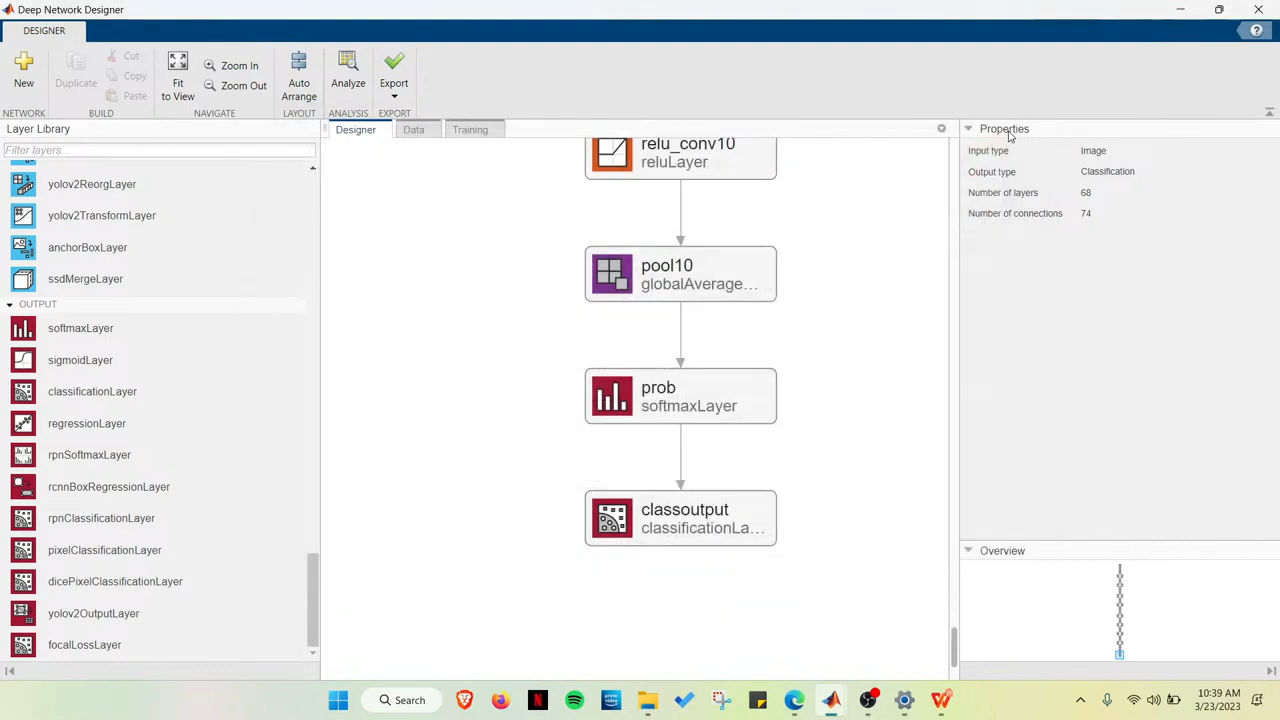 Deep Network Designer
DESIGNER
New
Duplicate
Cut
Copy
Paste
Fit
to View
Zoom In
Zoom Out
Auto
Arrange
Analyze
Export
NETWORK
BUILD
NAVIGATE
LAYOUT
ANALYSIS
EXPORT
Layer Library
Filter layers...
yolov2ReorgLayer
yolov2TransformLayer
anchorBoxLayer
ssdMergeLayer
OUTPUT
softmaxLayer
sigmoidLayer
classificationLayer
regressionLayer
rpnSoftmaxLayer
rcnnBoxRegressionLayer
rpnClassificationLayer
pixelClassificationLayer
dicePixelClassificationLayer
yolov2OutputLayer
focalLossLayer
Designer
Data
Training
relu_conv10
reluLayer
pool10
globalAverage...
prob
softmaxLayer
classoutput
classificationLa...
Properties
Input type Image
Output type Classification
Number of layers 68
Number of connections 74
Overview
Search
10:39 AM
3/23/2023